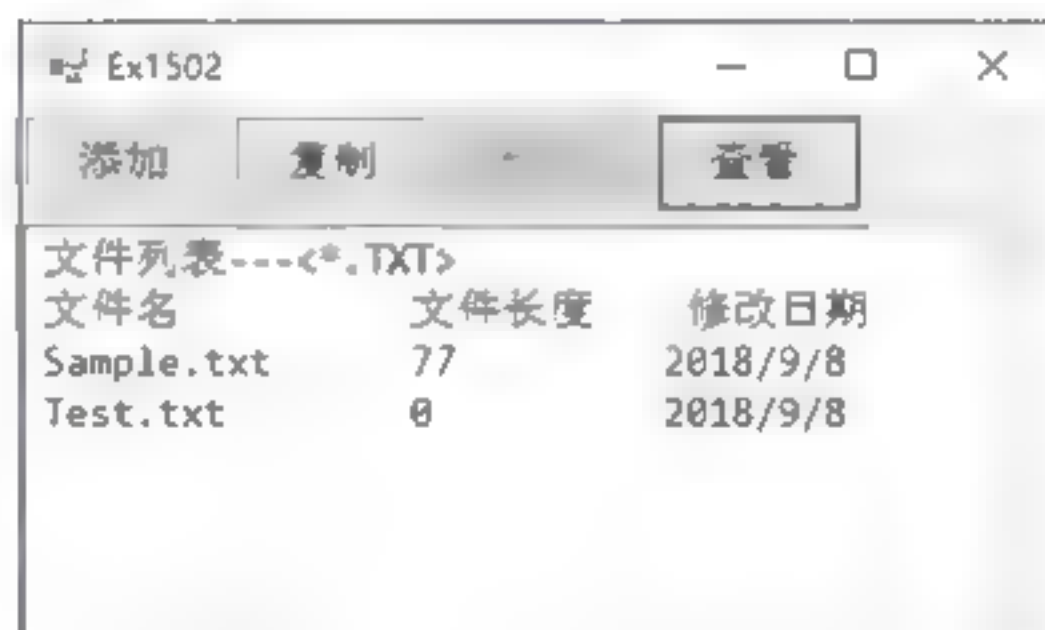 Ex1502
添加 复制 查看
文件列表---<*.TXT>
文件名 文件长度 修改日期
Sample.txt 77 2018/9/8
Test.txt 0 2018/9/8